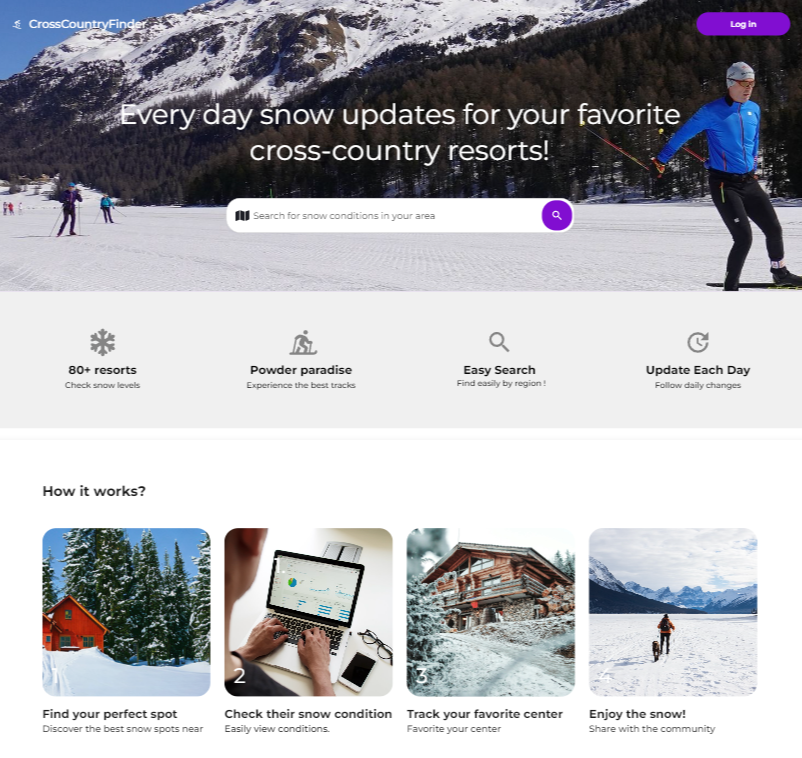 CrossCountryFinder
Log in
Every day snow updates for your favorite
cross-country resorts!
Search for snow conditions in your area
80+ resorts
Check snow levels
Powder paradise
Experience the best tracks
Easy Search
Find easily by region !
Update Each Day
Follow daily changes
How it works?
1
2
3
4
Find your perfect spot
Discover the best snow spots near
Check their snow condition
Easily view conditions.
Track your favorite center
Favorite your center
Enjoy the snow!
Share with the community